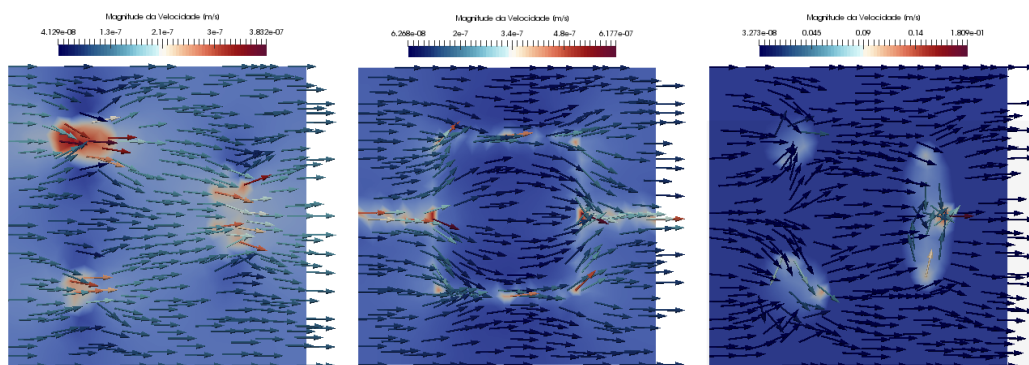 Magnitude da Velocidade (m/s)
4.129e-08 1.3e-7 2.1e-7 3e-7 3.832e-07
Magnitude da Velocidade (m/s)
6.268e-08 2e-7 3.4e-7 4.8e-7 6.177e-07
Magnitude da Velocidade (m/s)
3.273e-08 0.045 0.09 0.14 1.809e-01